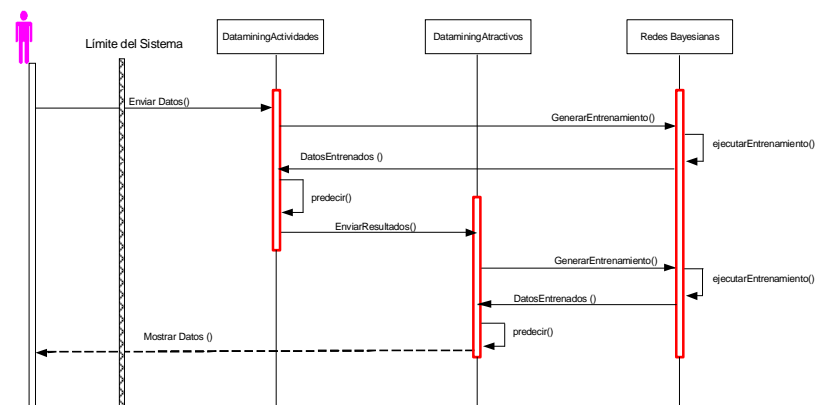 Límite del Sistema
DataminingActividades
DataminingAtractivos
Redes Bayesianas
Enviar Datos()
GenerarEntrenamiento()
ejecutarEntrenamiento()
DatosEntrenados ()
predecir()
EnviarResultados()
GenerarEntrenamiento()
ejecutarEntrenamiento()
DatosEntrenados ()
predecir()
Mostrar Datos ()